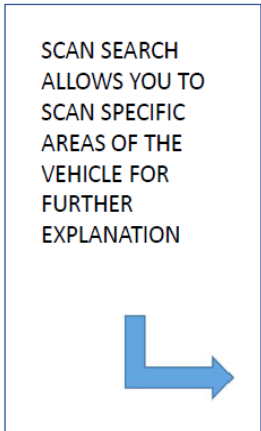 SCAN SEARCH
ALLOWS YOU TO
SCAN SPECIFIC
AREAS OF THE
VEHICLE FOR
FURTHER
EXPLANATION